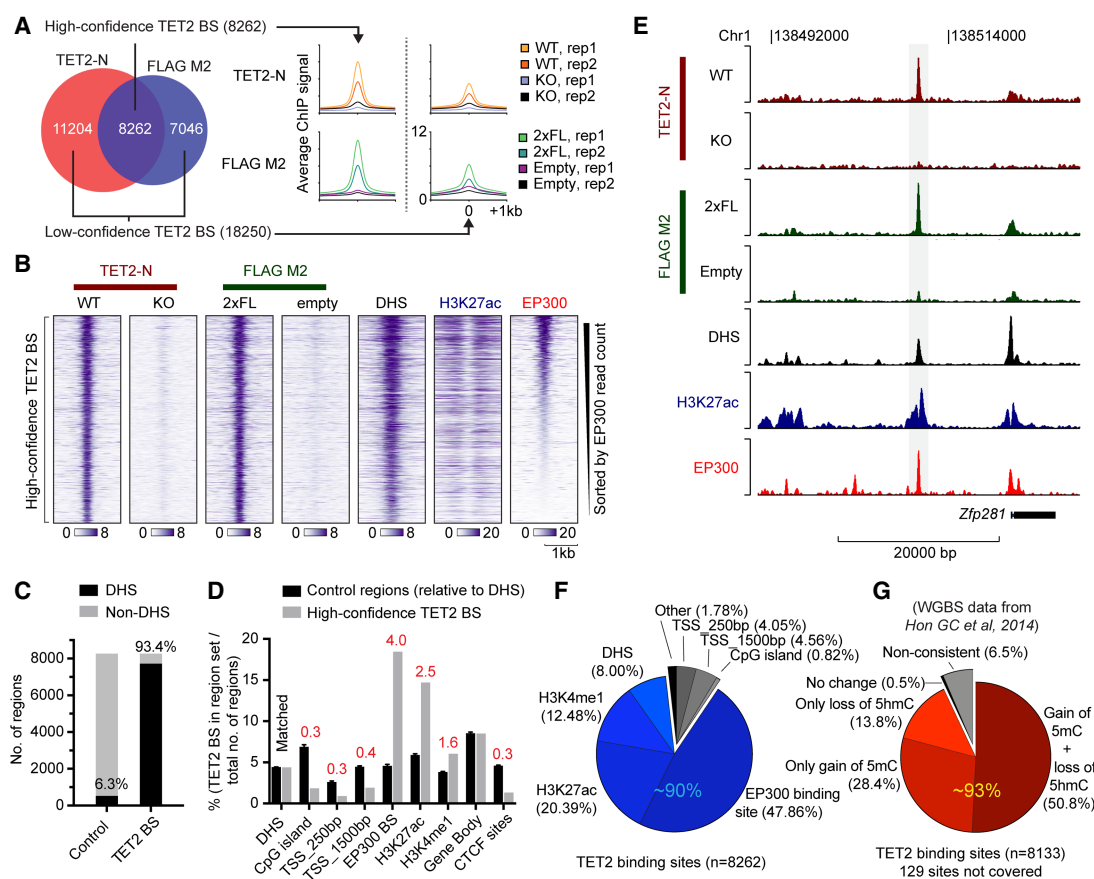 A
High-confidence TET2 BS (8262)
TET2-N
FLAG M2
11204
8262
7046
Low-confidence TET2 BS (18250)
Average ChIP signal
TET2-N
FLAG M2
12
0
0
+1kb
WT, rep1
WT, rep2
KO, rep1
KO, rep2
2xFL, rep1
2xFL, rep2
Empty, rep1
Empty, rep2
B
TET2-N
FLAG M2
WT
KO
2xFL
empty
DHS
H3K27ac
EP300
High-confidence TET2 BS
Sorted by EP300 read count
0 8
0 8
0 20
0 8
0 20
1kb
C
DHS
Non-DHS
No. of regions
8000
6000
4000
2000
0
6.3%
93.4%
Control
TET2 BS
D
Control regions (relative to DHS)
High-confidence TET2 BS
% (TET2 BS in region set /
total no. of regions)
20
15
10
5
0
Matched
0.3
0.3
0.4
4.0
2.5
1.6
0.3
DHS
CpG island
TSS_250bp
TSS_1500bp
EP300 BS
H3K27ac
H3K4me1
Gene Body
CTCF sites
E
Chr1
|138492000
|138514000
TET2-N
WT
KO
FLAG M2
2xFL
Empty
DHS
H3K27ac
EP300
Zfp281
20000 bp
F
Other (1.78%)
TSS_250bp (4.05%)
TSS_1500bp (4.56%)
CpG island (0.82%)
DHS
(8.00%)
H3K4me1
(12.48%)
H3K27ac
(20.39%)
~90%
EP300 binding
site (47.86%)
TET2 binding sites (n=8262)
G
(WGBS data from
Hon GC et al, 2014)
Non-consistent (6.5%)
No change (0.5%)
Only loss of 5hmC
(13.8%)
Only gain of 5mC
(28.4%)
~93%
Gain of
5mC
+
loss of
5hmC
(50.8%)
TET2 binding sites (n=8133)
129 sites not covered